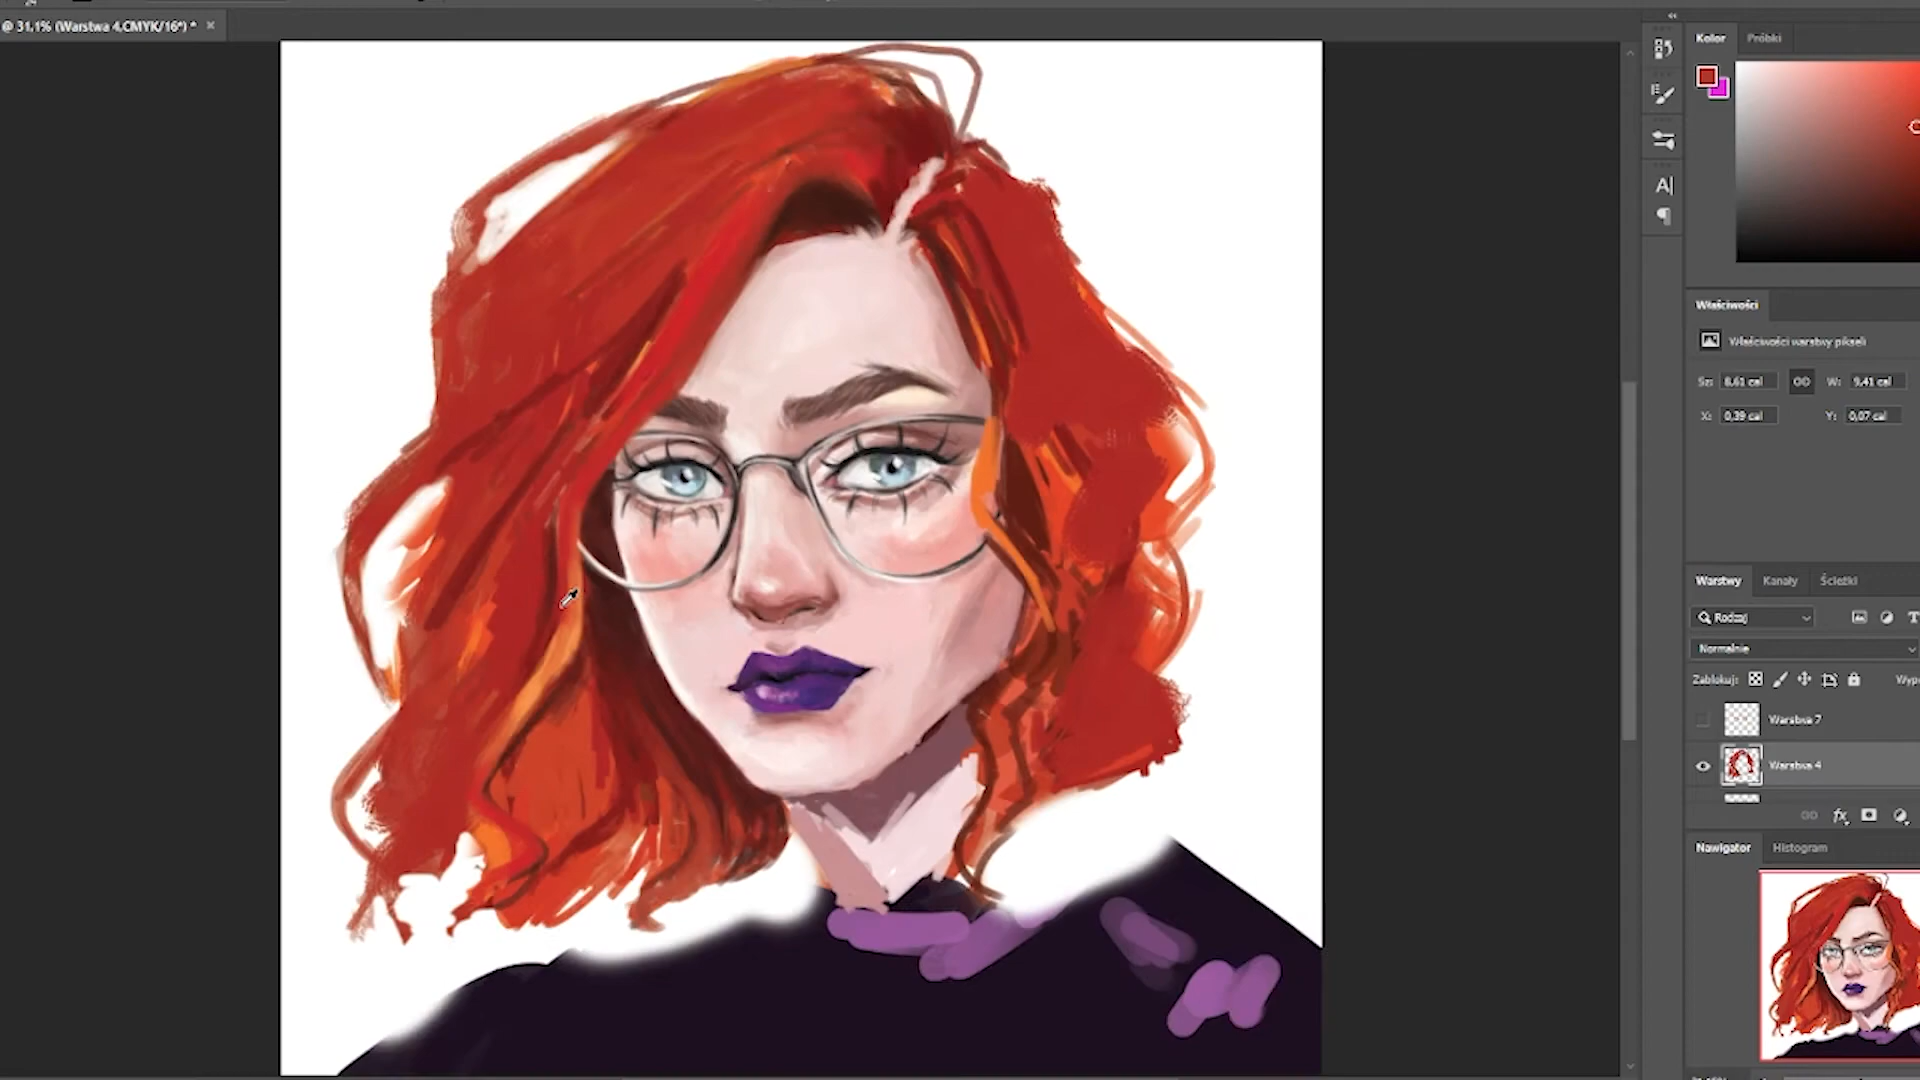 @ 31,1% (Warstwa 4,CMYK/16*) * ×
Kolor Próbki
A|
Właściwości
Właściwości warstwy pikseli
Sz: 8,61 cal W: 9,41 cal
X: 0,39 cal Y: 0,07 cal
Warstwy Kanały Ścieżki
Rodzaj
Normalnie
Zablokuj:
Warstwa 7
Warstwa 4
fx
Nawigator Histogram